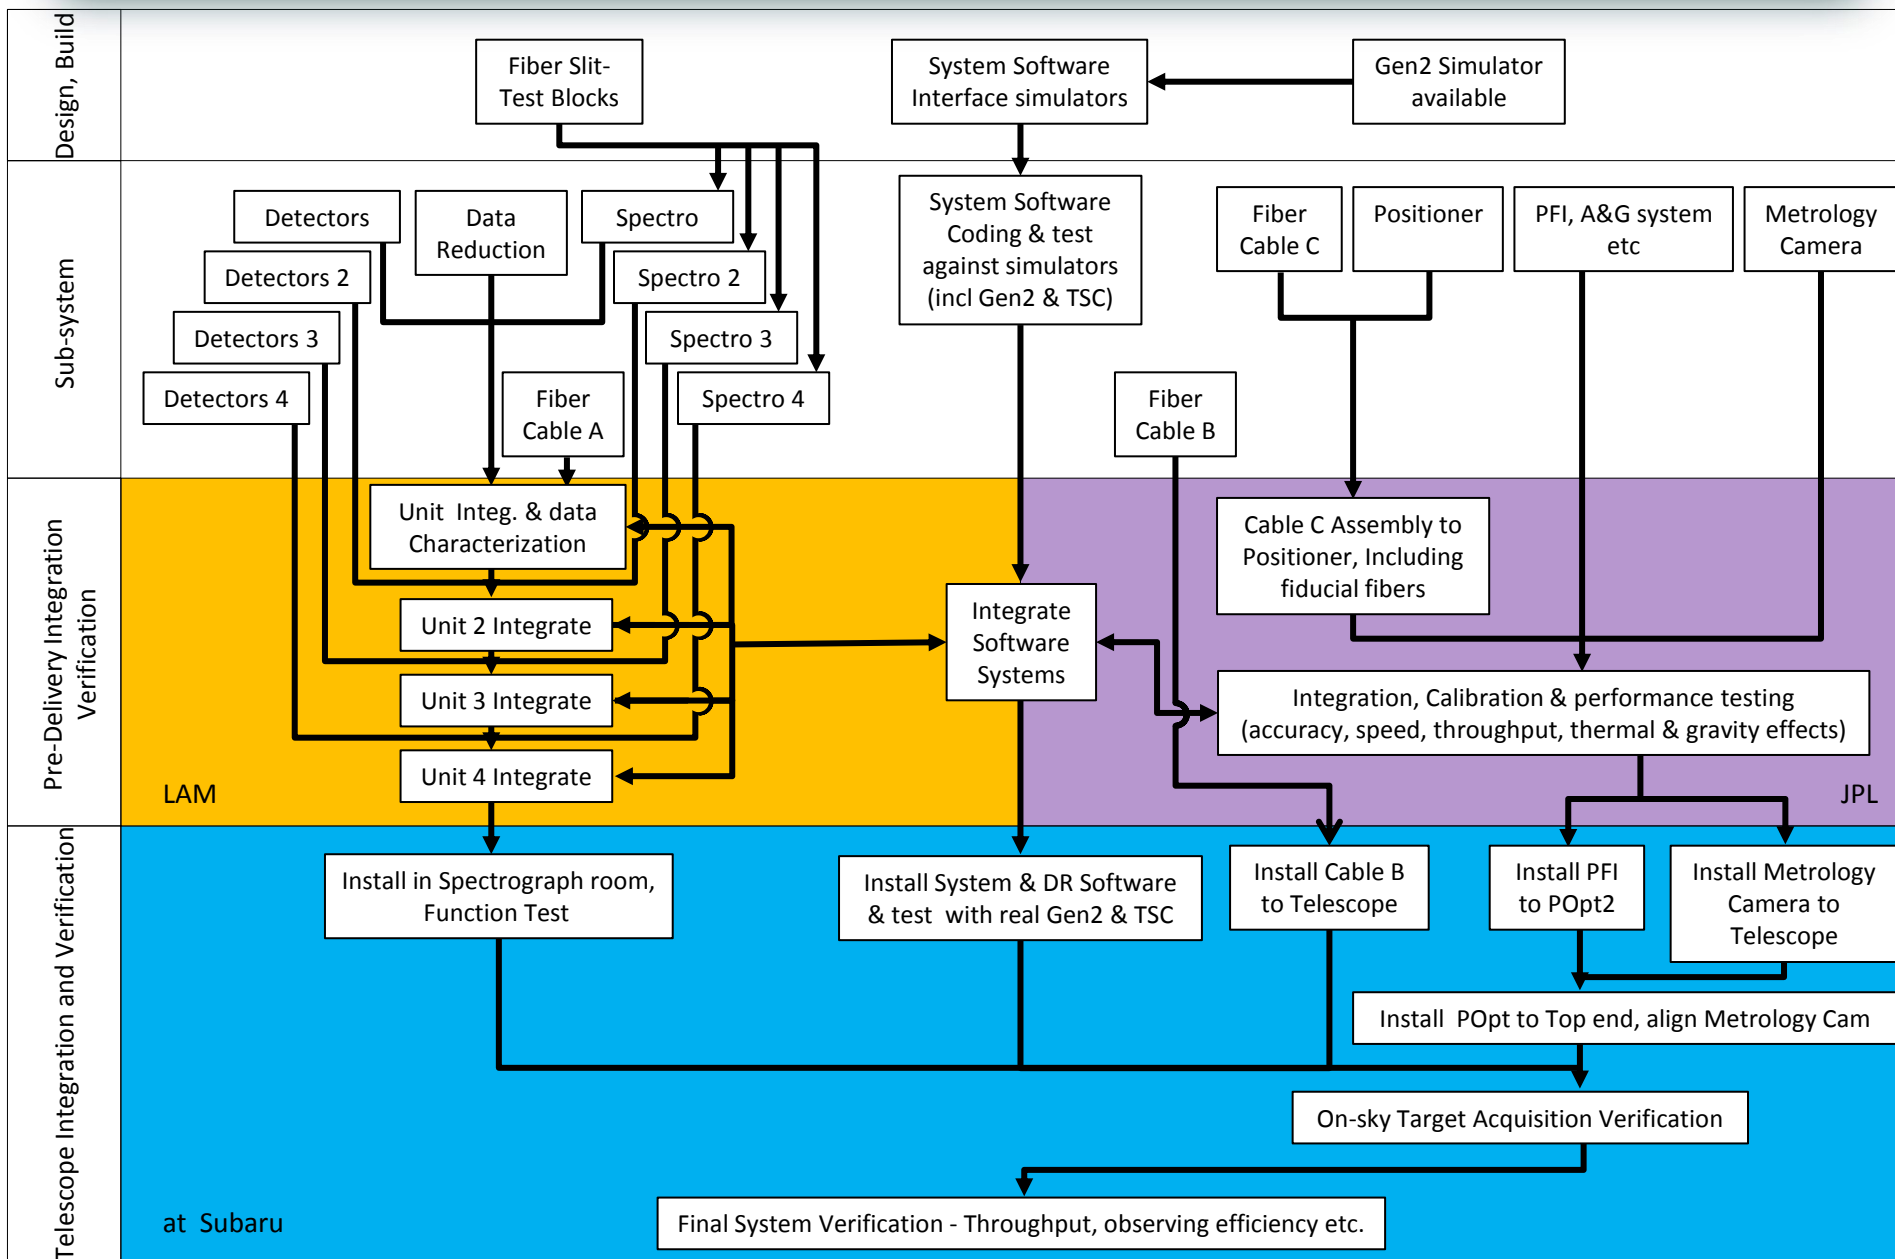 Design, Build
Fiber Slit-
Test Blocks
System Software
Interface simulators
Gen2 Simulator
available
Sub-system
Detectors
Data
Reduction
Spectro
Detectors 2
Spectro 2
Detectors 3
Spectro 3
Detectors 4
Fiber
Cable A
Spectro 4
System Software
Coding & test
against simulators
(incl Gen2 & TSC)
Fiber
Cable B
Fiber
Cable C
Positioner
PFI, A&G system
etc
Metrology
Camera
Pre-Delivery Integration
Verification
Unit  Integ. & data
Characterization
Unit 2 Integrate
Unit 3 Integrate
Unit 4 Integrate
LAM
Integrate
Software
Systems
Cable C Assembly to
Positioner, Including
fiducial fibers
Integration, Calibration & performance testing
(accuracy, speed, throughput, thermal & gravity effects)
JPL
Telescope Integration and Verification
Install in Spectrograph room,
Function Test
Install System & DR Software
& test  with real Gen2 & TSC
Install Cable B
to Telescope
Install PFI
to POpt2
Install Metrology
Camera to
Telescope
Install  POpt to Top end, align Metrology Cam
On-sky Target Acquisition Verification
at  Subaru
Final System Verification - Throughput, observing efficiency etc.